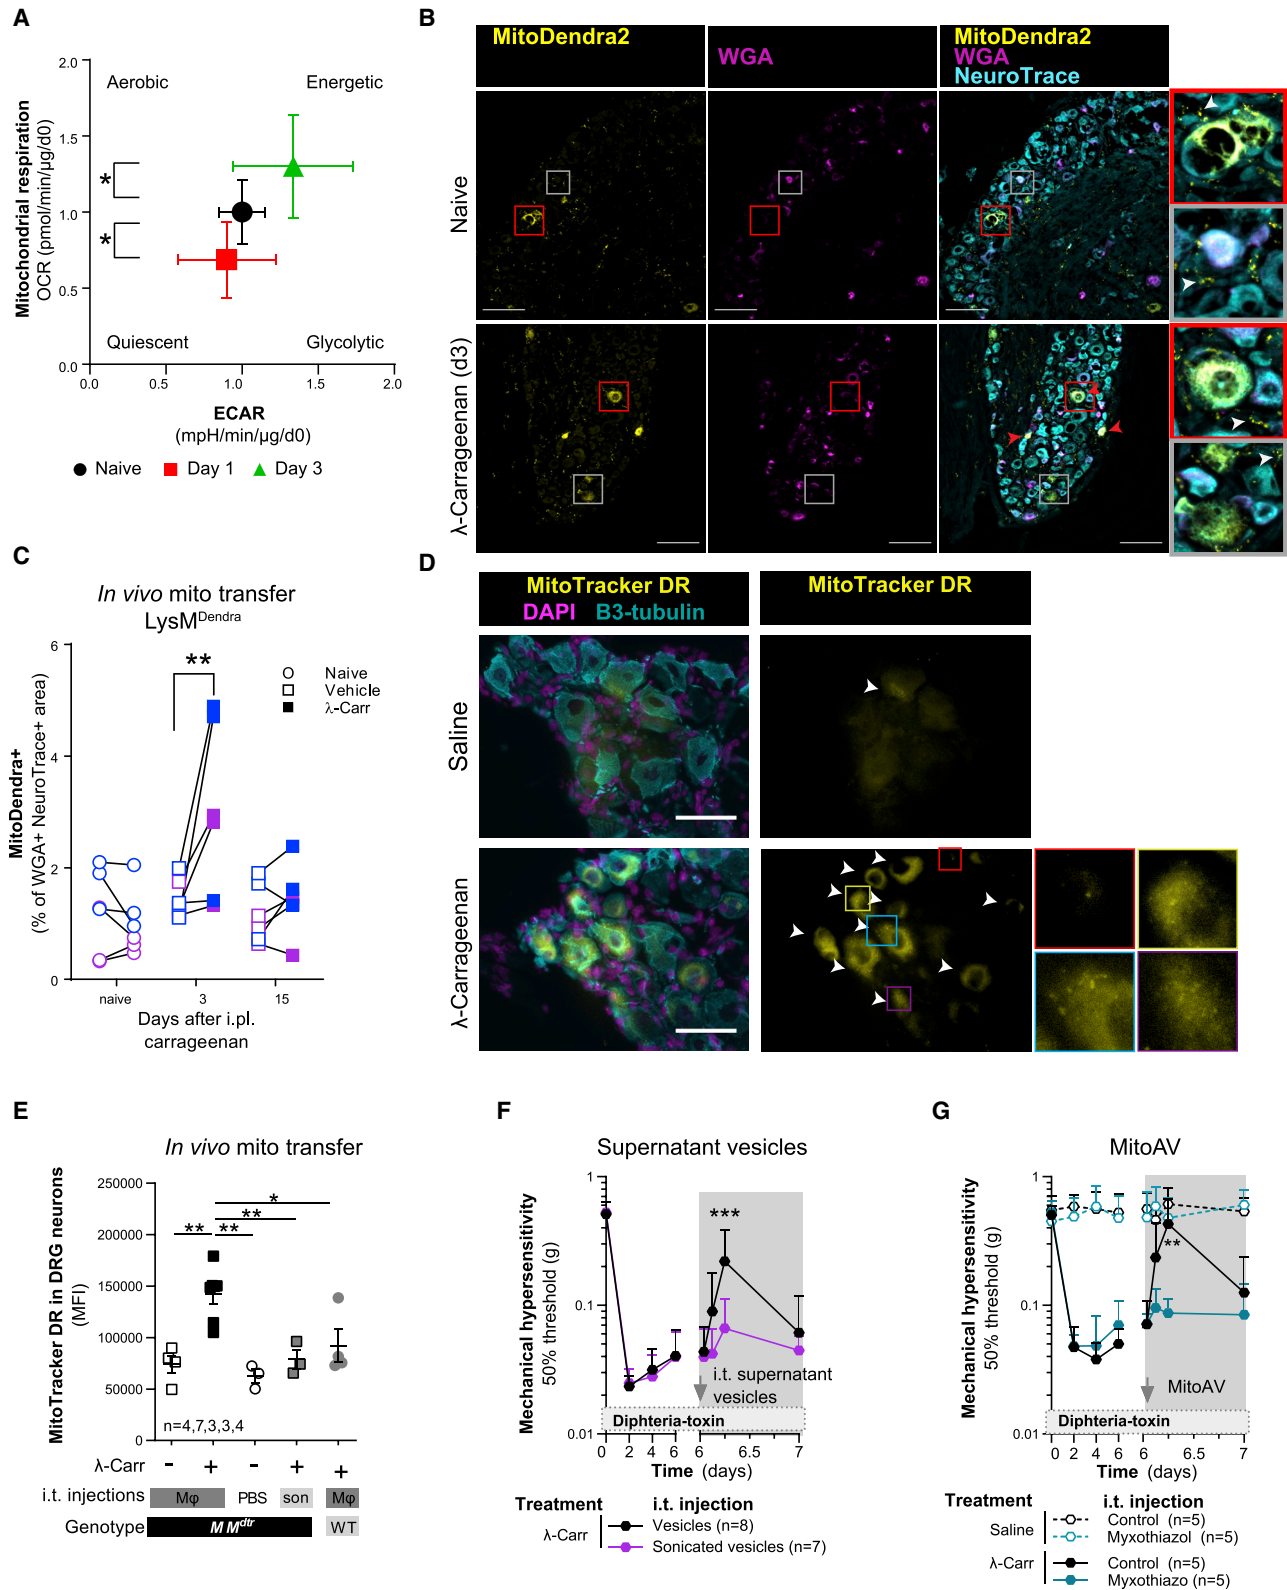 A
2.0
1.5
1.0
0.5
0.0
Mitochondrial respiration
OCR (pmol/min/µg/d0)
Aerobic
Energetic
*
*
Quiescent
Glycolytic
0.0
0.5
1.0
1.5
2.0
ECAR
(mpH/min/µg/d0)
Naive
Day 1
Day 3
B
MitoDendra2
WGA
MitoDendra2
WGA
NeuroTrace
Naive
λ-Carrageenan (d3)
C
In vivo mito transfer
LysMDendra
MitoDendra+
(% of WGA+ NeuroTrace+ area)
6
4
2
0
**
Naive
Vehicle
λ-Carr
naive
3
15
Days after i.pl.
carrageenan
D
MitoTracker DR
DAPI B3-tubulin
MitoTracker DR
Saline
λ-Carrageenan
E
In vivo mito transfer
MitoTracker DR in DRG neurons
(MFI)
250000
200000
150000
100000
50000
0
*
**
** **
n=4,7,3,3,4
λ-Carr - + - + +
i.t. injections Mφ PBS son Mφ
Genotype MMdtr WT
F
Supernatant vesicles
Mechanical hypersensitivity
50% threshold (g)
1
0.1
0.01
***
i.t. supernatant
vesicles
Diphteria-toxin
0 2 4 6 6 6.5 7
Time (days)
Treatment i.t. injection
λ-Carr
Vesicles (n=8)
Sonicated vesicles (n=7)
G
MitoAV
Mechanical hypersensitivity
50% threshold (g)
1
0.1
0.01
**
MitoAV
Diphteria-toxin
0 2 4 6 6 6.5 7
Time (days)
Treatment i.t. injection
Saline
Control (n=5)
Myxothiazol (n=5)
λ-Carr
Control (n=5)
Myxothiazo (n=5)